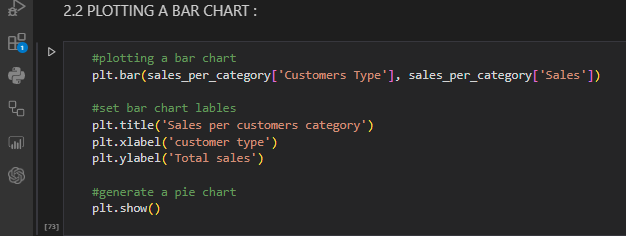 2.2 PLOTTING A BAR CHART :
#plotting a bar chart
plt.bar(sales_per_category['Customers Type'], sales_per_category['Sales'])
#set bar chart lables
plt.title('Sales per customers category')
plt.xlabel('customer type')
plt.ylabel('Total sales')
#generate a pie chart
plt.show()
[73]
1